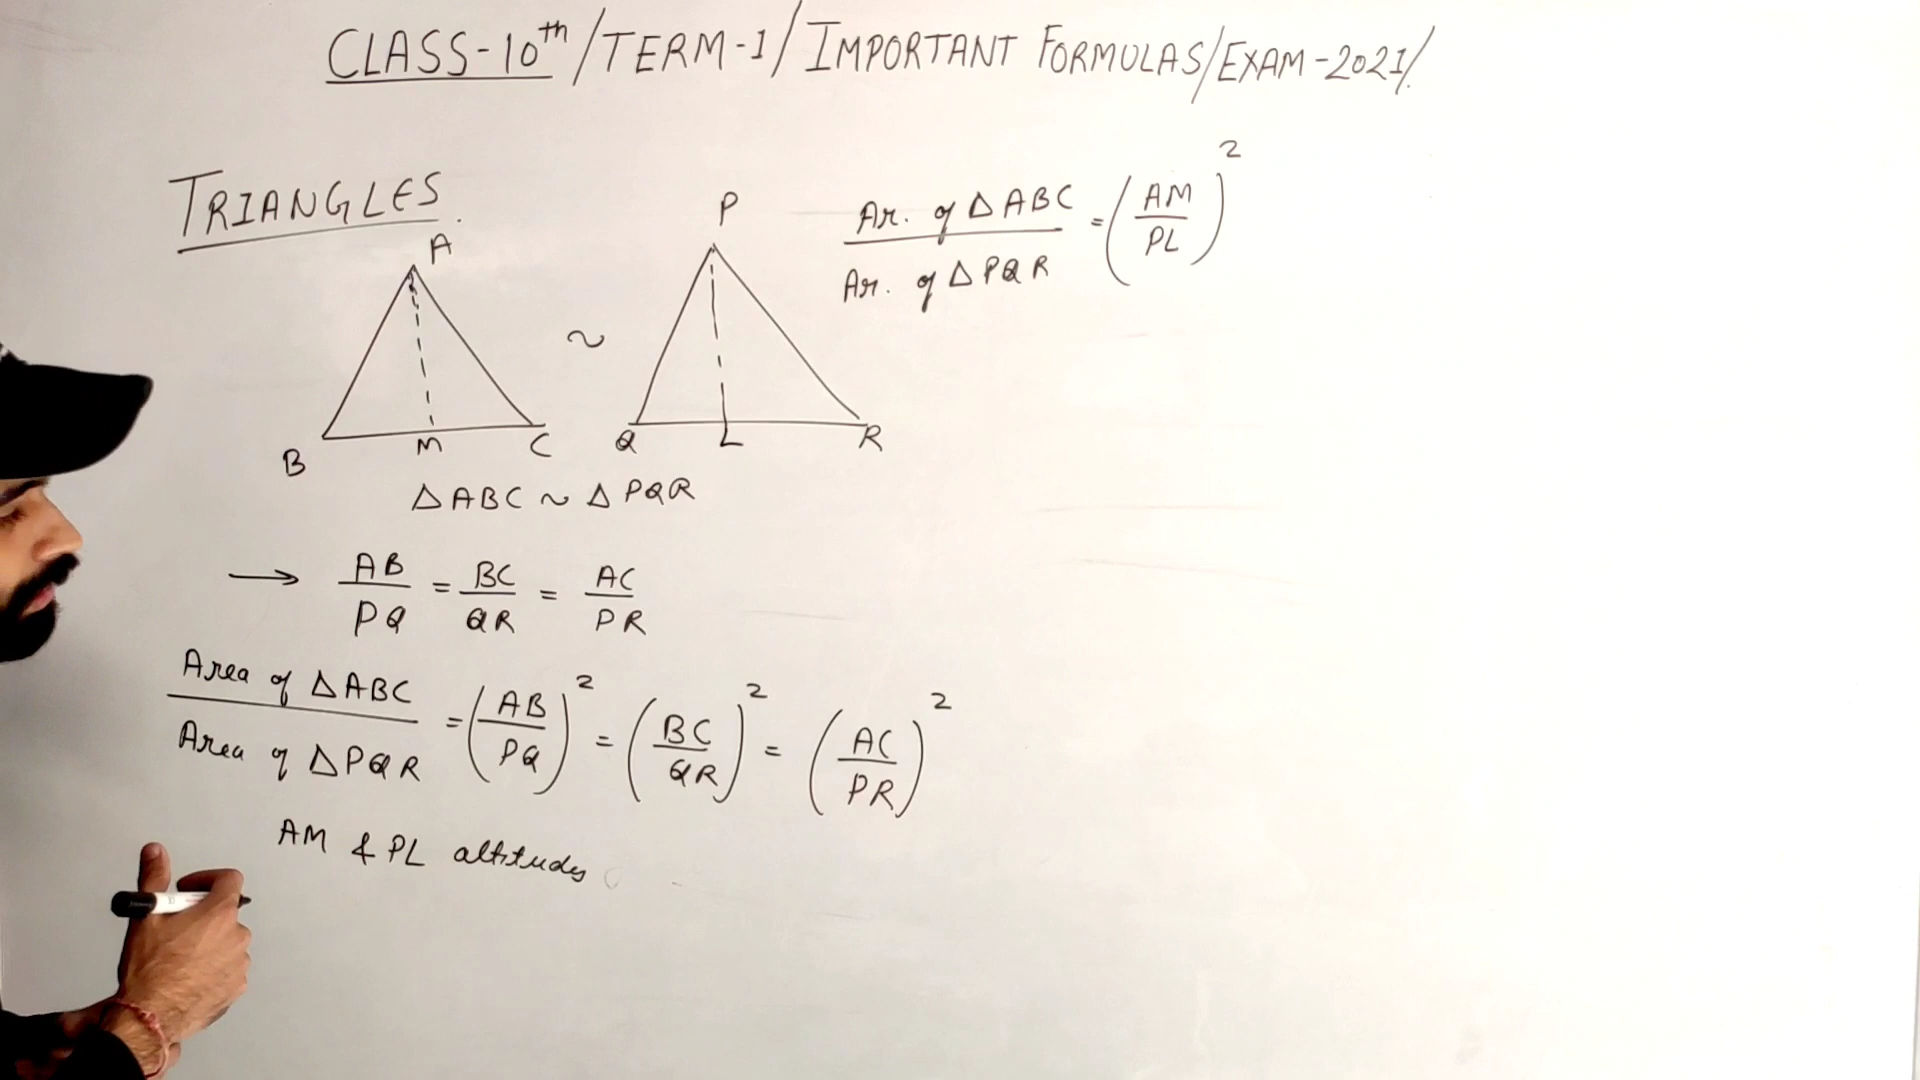 CLASS-10th/TERM-1/IMPORTANT FORMULAS/EXAM-2021/
TRIANGLES.
A
B M C
~
P
Q L R
Ar. of △ABC / Ar. of △PQR = (AM/PL)²
△ABC ~ △PQR
→ AB/PQ = BC/QR = AC/PR
Area of △ABC / Area of △PQR = (AB/PQ)² = (BC/QR)² = (AC/PR)²
AM & PL altitudes